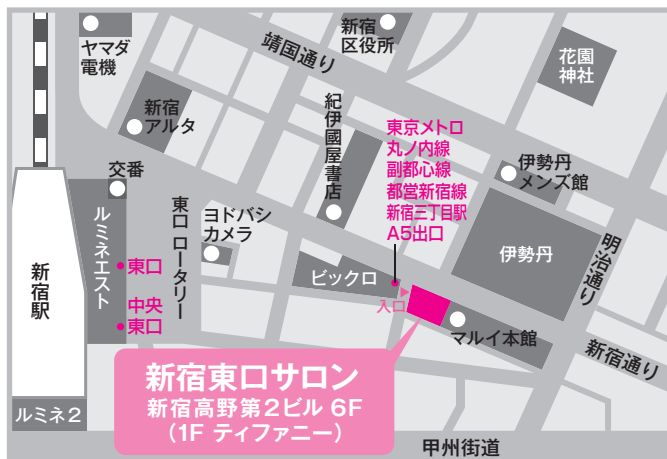 ヤマダ
電機
新宿
区役所
靖国通り
花園
神社
新宿
アルタ
紀伊國屋書店
東京メトロ
丸ノ内線
副都心線
都営新宿線
新宿三丁目駅
A5出口
伊勢丹
メンズ館
交番
ルミネエスト
東口 ロータリー
ヨドバシ
カメラ
伊勢丹
明治通り
新宿駅
東口
中央
東口
ビックロ
入口
マルイ本館
新宿通り
新宿東口サロン
新宿高野第2ビル 6F
(1F ティファニー)
ルミネ2
甲州街道